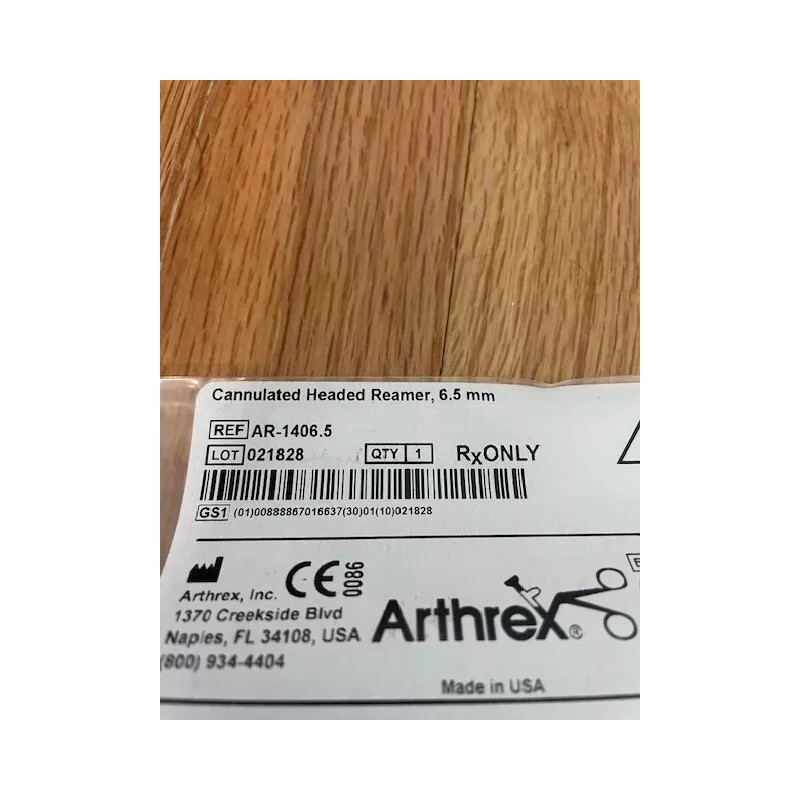 Cannulated Headed Reamer, 6.5 mm
REF AR-1406.5
LOT 021828 QTY 1 RxONLY
GS1 (01)00888867016637(30)01(10)021828
CE 0086
Arthrex, Inc.
1370 Creekside Blvd
Naples, FL 34108, USA
(800) 934-4404
Arthrex®
Made in USA